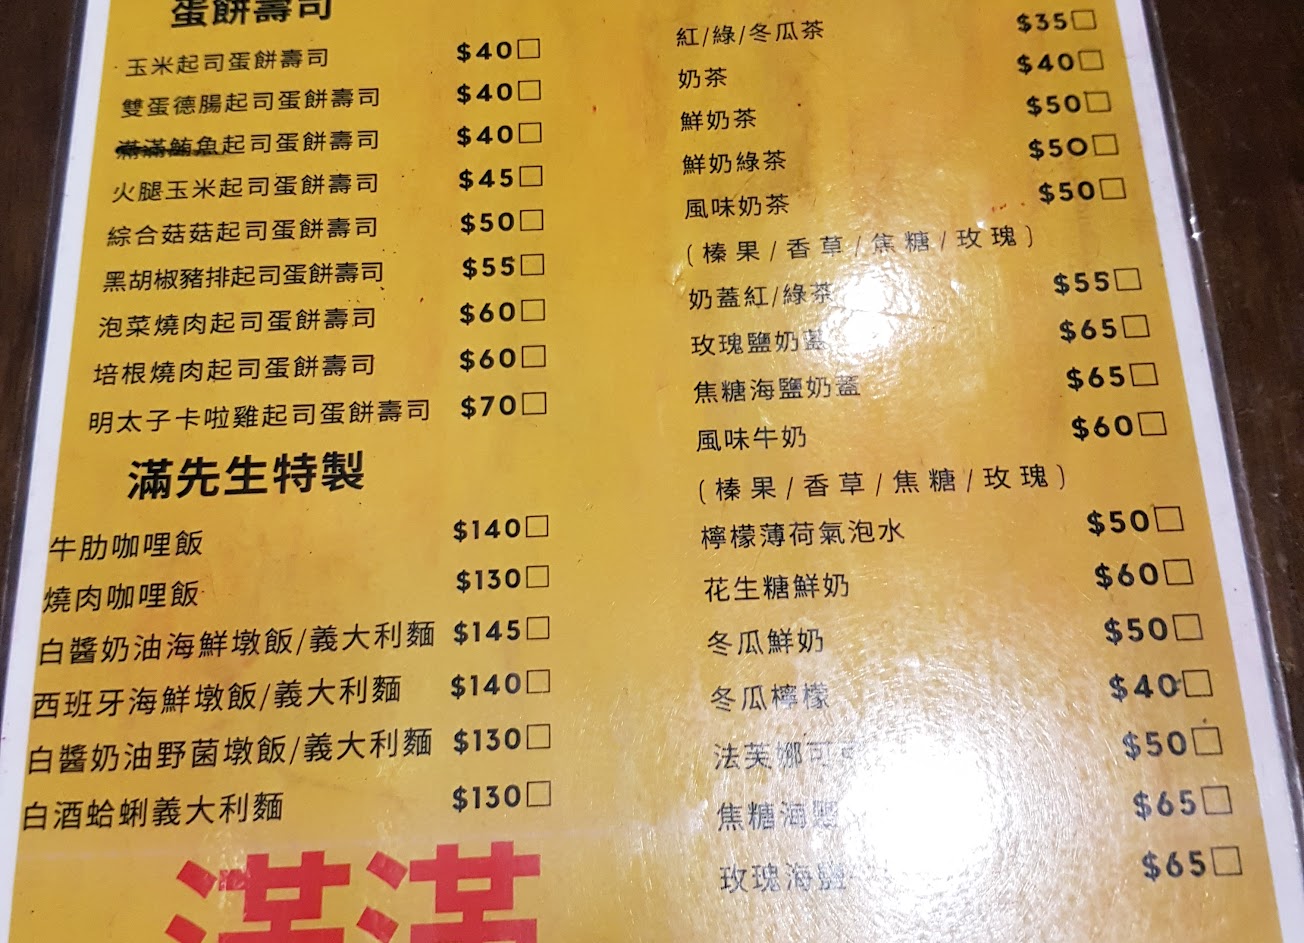 蛋餅壽司
玉米起司蛋餅壽司 $40□
雙蛋德腸起司蛋餅壽司 $40□
滿滿鮪魚起司蛋餅壽司 $40□
火腿玉米起司蛋餅壽司 $45□
綜合菇菇起司蛋餅壽司 $50□
黑胡椒豬排起司蛋餅壽司 $55□
泡菜燒肉起司蛋餅壽司 $60□
培根燒肉起司蛋餅壽司 $60□
明太子卡啦雞起司蛋餅壽司 $70□
滿先生特製
牛肋咖哩飯 $140□
燒肉咖哩飯 $130□
白醬奶油海鮮墩飯/義大利麵 $145□
西班牙海鮮墩飯/義大利麵 $140□
白醬奶油野菌墩飯/義大利麵 $130□
白酒蛤蜊義大利麵 $130□
滿滿
紅/綠/冬瓜茶 $35□
奶茶 $40□
鮮奶茶 $50□
鮮奶綠茶 $50□
風味奶茶 $50□
(榛果/香草/焦糖/玫瑰)
奶蓋紅/綠茶 $55□
玫瑰鹽奶蓋 $65□
焦糖海鹽奶蓋 $65□
風味牛奶 $60□
(榛果/香草/焦糖/玫瑰)
檸檬薄荷氣泡水 $50□
花生糖鮮奶 $60□
冬瓜鮮奶 $50□
冬瓜檸檬 $40□
法芙娜可 $50□
焦糖海鹽 $65□
玫瑰海鹽 $65□